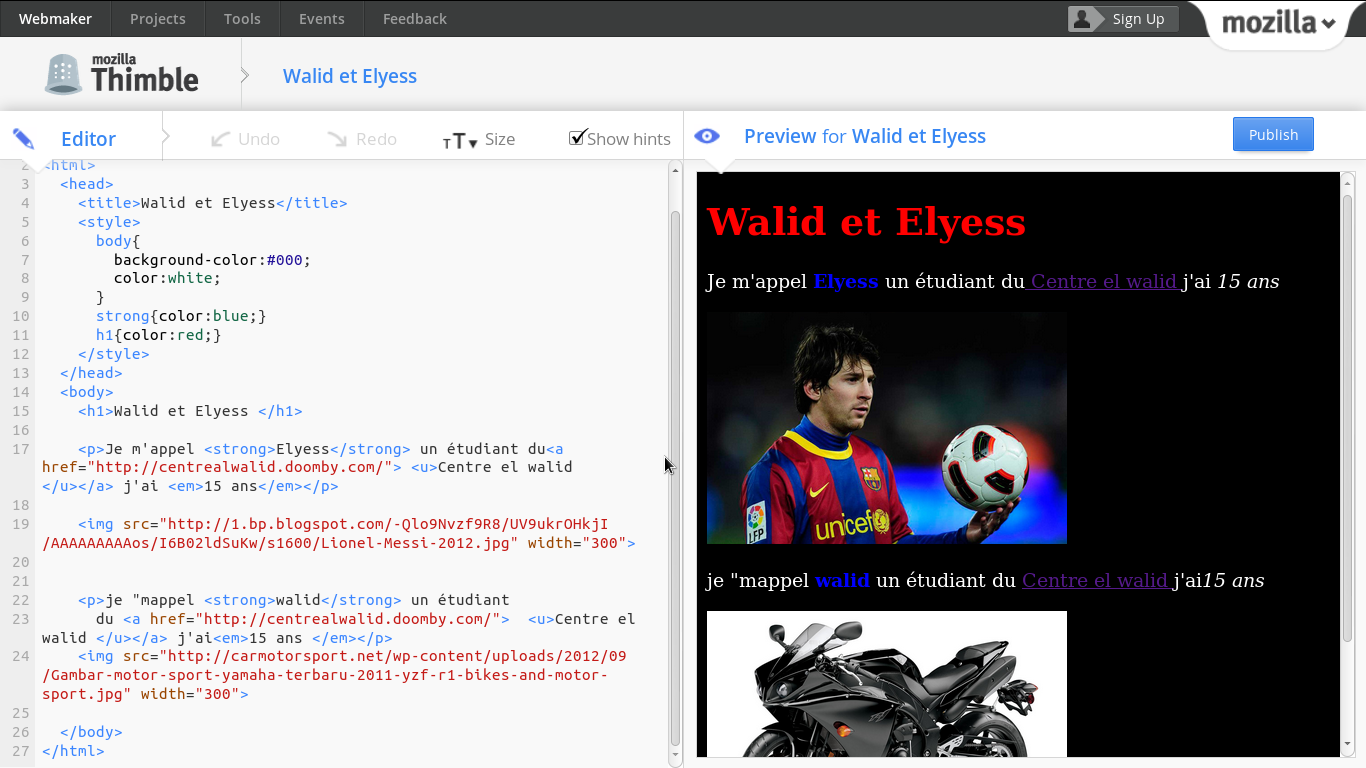 Webmaker Projects Tools Events Feedback Sign Up mozilla
mozilla
Thimble
Walid et Elyess
Editor Undo Redo TT Size Show hints
Preview for Walid et Elyess Publish
2 <html>
3 <head>
4 <title>Walid et Elyess</title>
5 <style>
6 body{
7 background-color:#000;
8 color:white;
9 }
10 strong{color:blue;}
11 h1{color:red;}
12 </style>
13 </head>
14 <body>
15 <h1>Walid et Elyess </h1>
16
17 <p>Je m'appel <strong>Elyess</strong> un étudiant du<a
href="http://centrealwalid.doomby.com/"> <u>Centre el walid
</u></a> j'ai <em>15 ans</em></p>
18
19 <img src="http://1.bp.blogspot.com/-Qlo9Nvzf9R8/UV9ukrOHkjI
/AAAAAAAAAos/I6B02ldSuKw/s1600/Lionel-Messi-2012.jpg" width="300">
20
21
22 <p>je "mappel <strong>walid</strong> un étudiant
23 du <a href="http://centrealwalid.doomby.com/"> <u>Centre el
walid </u></a> j'ai<em>15 ans </em></p>
24 <img src="http://carmotorsport.net/wp-content/uploads/2012/09
/Gambar-motor-sport-yamaha-terbaru-2011-yzf-r1-bikes-and-motor-
sport.jpg" width="300">
25
26 </body>
27 </html>
Walid et Elyess
Je m'appel Elyess un étudiant du Centre el walid j'ai 15 ans
LFP
unicef
je "mappel walid un étudiant du Centre el walid j'ai15 ans